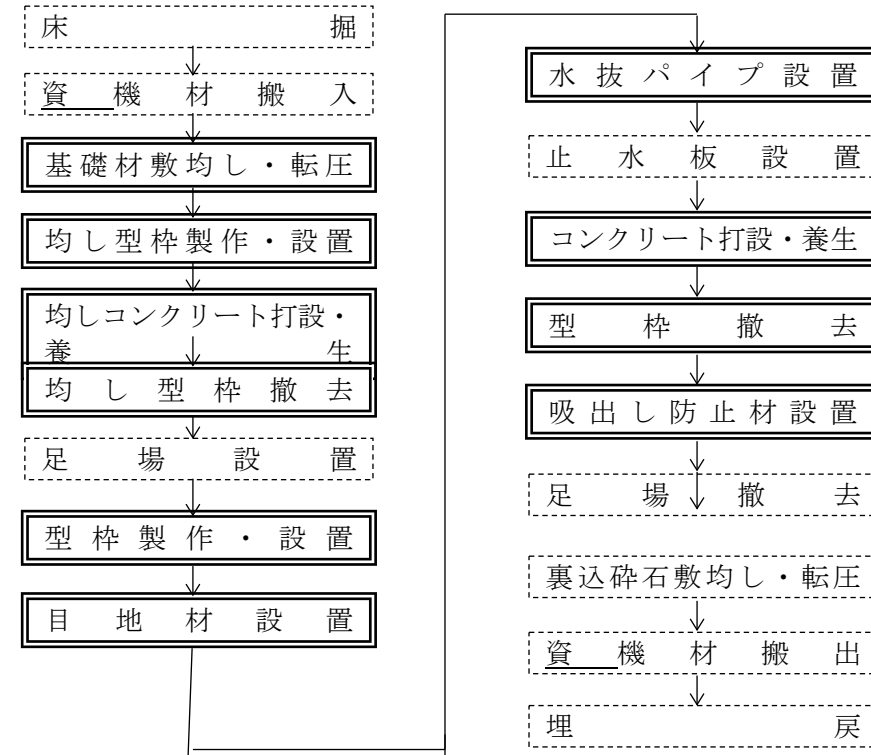 床掘
資機材搬入
基礎材敷均し・転圧
均し型枠製作・設置
均しコンクリート打設・
養生
均し型枠撤去
足場設置
型枠製作・設置
目地材設置
水抜パイプ設置
止水板設置
コンクリート打設・養生
型枠撤去
吸出し防止材設置
足場撤去
裏込砕石敷均し・転圧
資機材搬出
埋戻